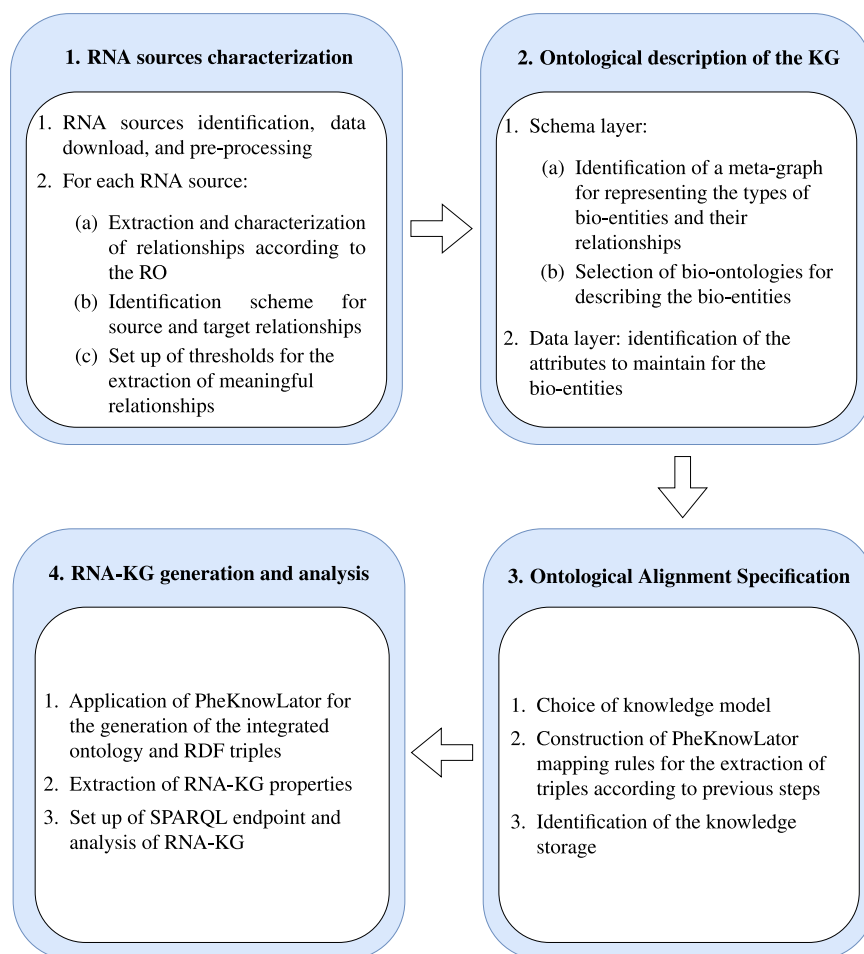 1. RNA sources characterization
1. RNA sources identification, data
download, and pre-processing
2. For each RNA source:
(a) Extraction and characterization
of relationships according to
the RO
(b) Identification scheme for
source and target relationships
(c) Set up of thresholds for the
extraction of meaningful
relationships
2. Ontological description of the KG
1. Schema layer:
(a) Identification of a meta-graph
for representing the types of
bio-entities and their
relationships
(b) Selection of bio-ontologies for
describing the bio-entities
2. Data layer: identification of the
attributes to maintain for the
bio-entities
3. Ontological Alignment Specification
1. Choice of knowledge model
2. Construction of PheKnowLator
mapping rules for the extraction of
triples according to previous steps
3. Identification of the knowledge
storage
4. RNA-KG generation and analysis
1. Application of PheKnowLator for
the generation of the integrated
ontology and RDF triples
2. Extraction of RNA-KG properties
3. Set up of SPARQL endpoint and
analysis of RNA-KG